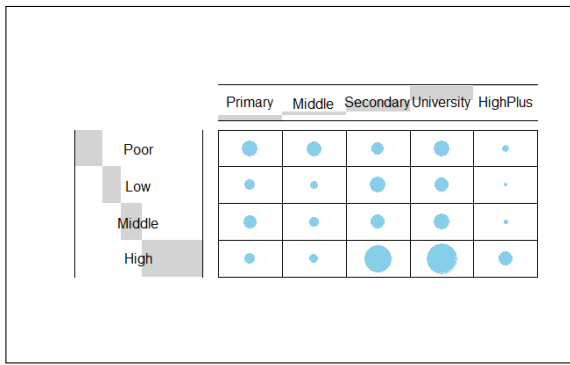 Primary Middle Secondary University HighPlus
Poor
Low
Middle
High